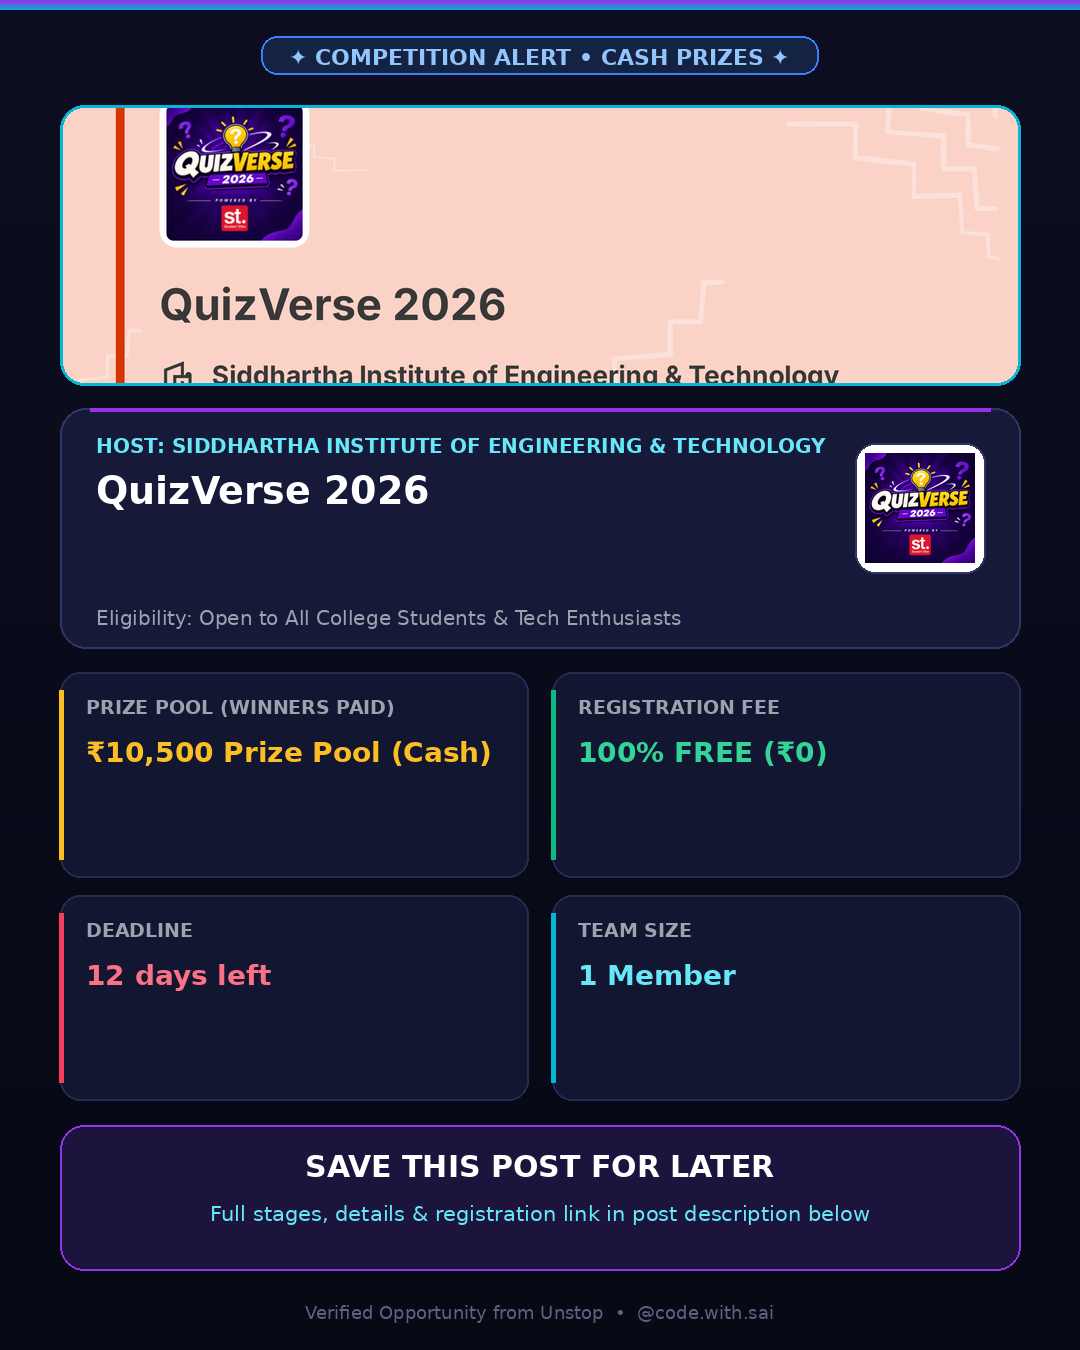 ✦ COMPETITION ALERT • CASH PRIZES ✦
QUIZVERSE
2026
POWERED BY
st.
QuizVerse 2026
Siddhartha Institute of Engineering & Technology
HOST: SIDDHARTHA INSTITUTE OF ENGINEERING & TECHNOLOGY
QuizVerse 2026
QUIZVERSE
2026
POWERED BY
st.
Eligibility: Open to All College Students & Tech Enthusiasts
PRIZE POOL (WINNERS PAID)
₹10,500 Prize Pool (Cash)
REGISTRATION FEE
100% FREE (₹0)
DEADLINE
12 days left
TEAM SIZE
1 Member
SAVE THIS POST FOR LATER
Full stages, details & registration link in post description below
Verified Opportunity from Unstop • @code.with.sai